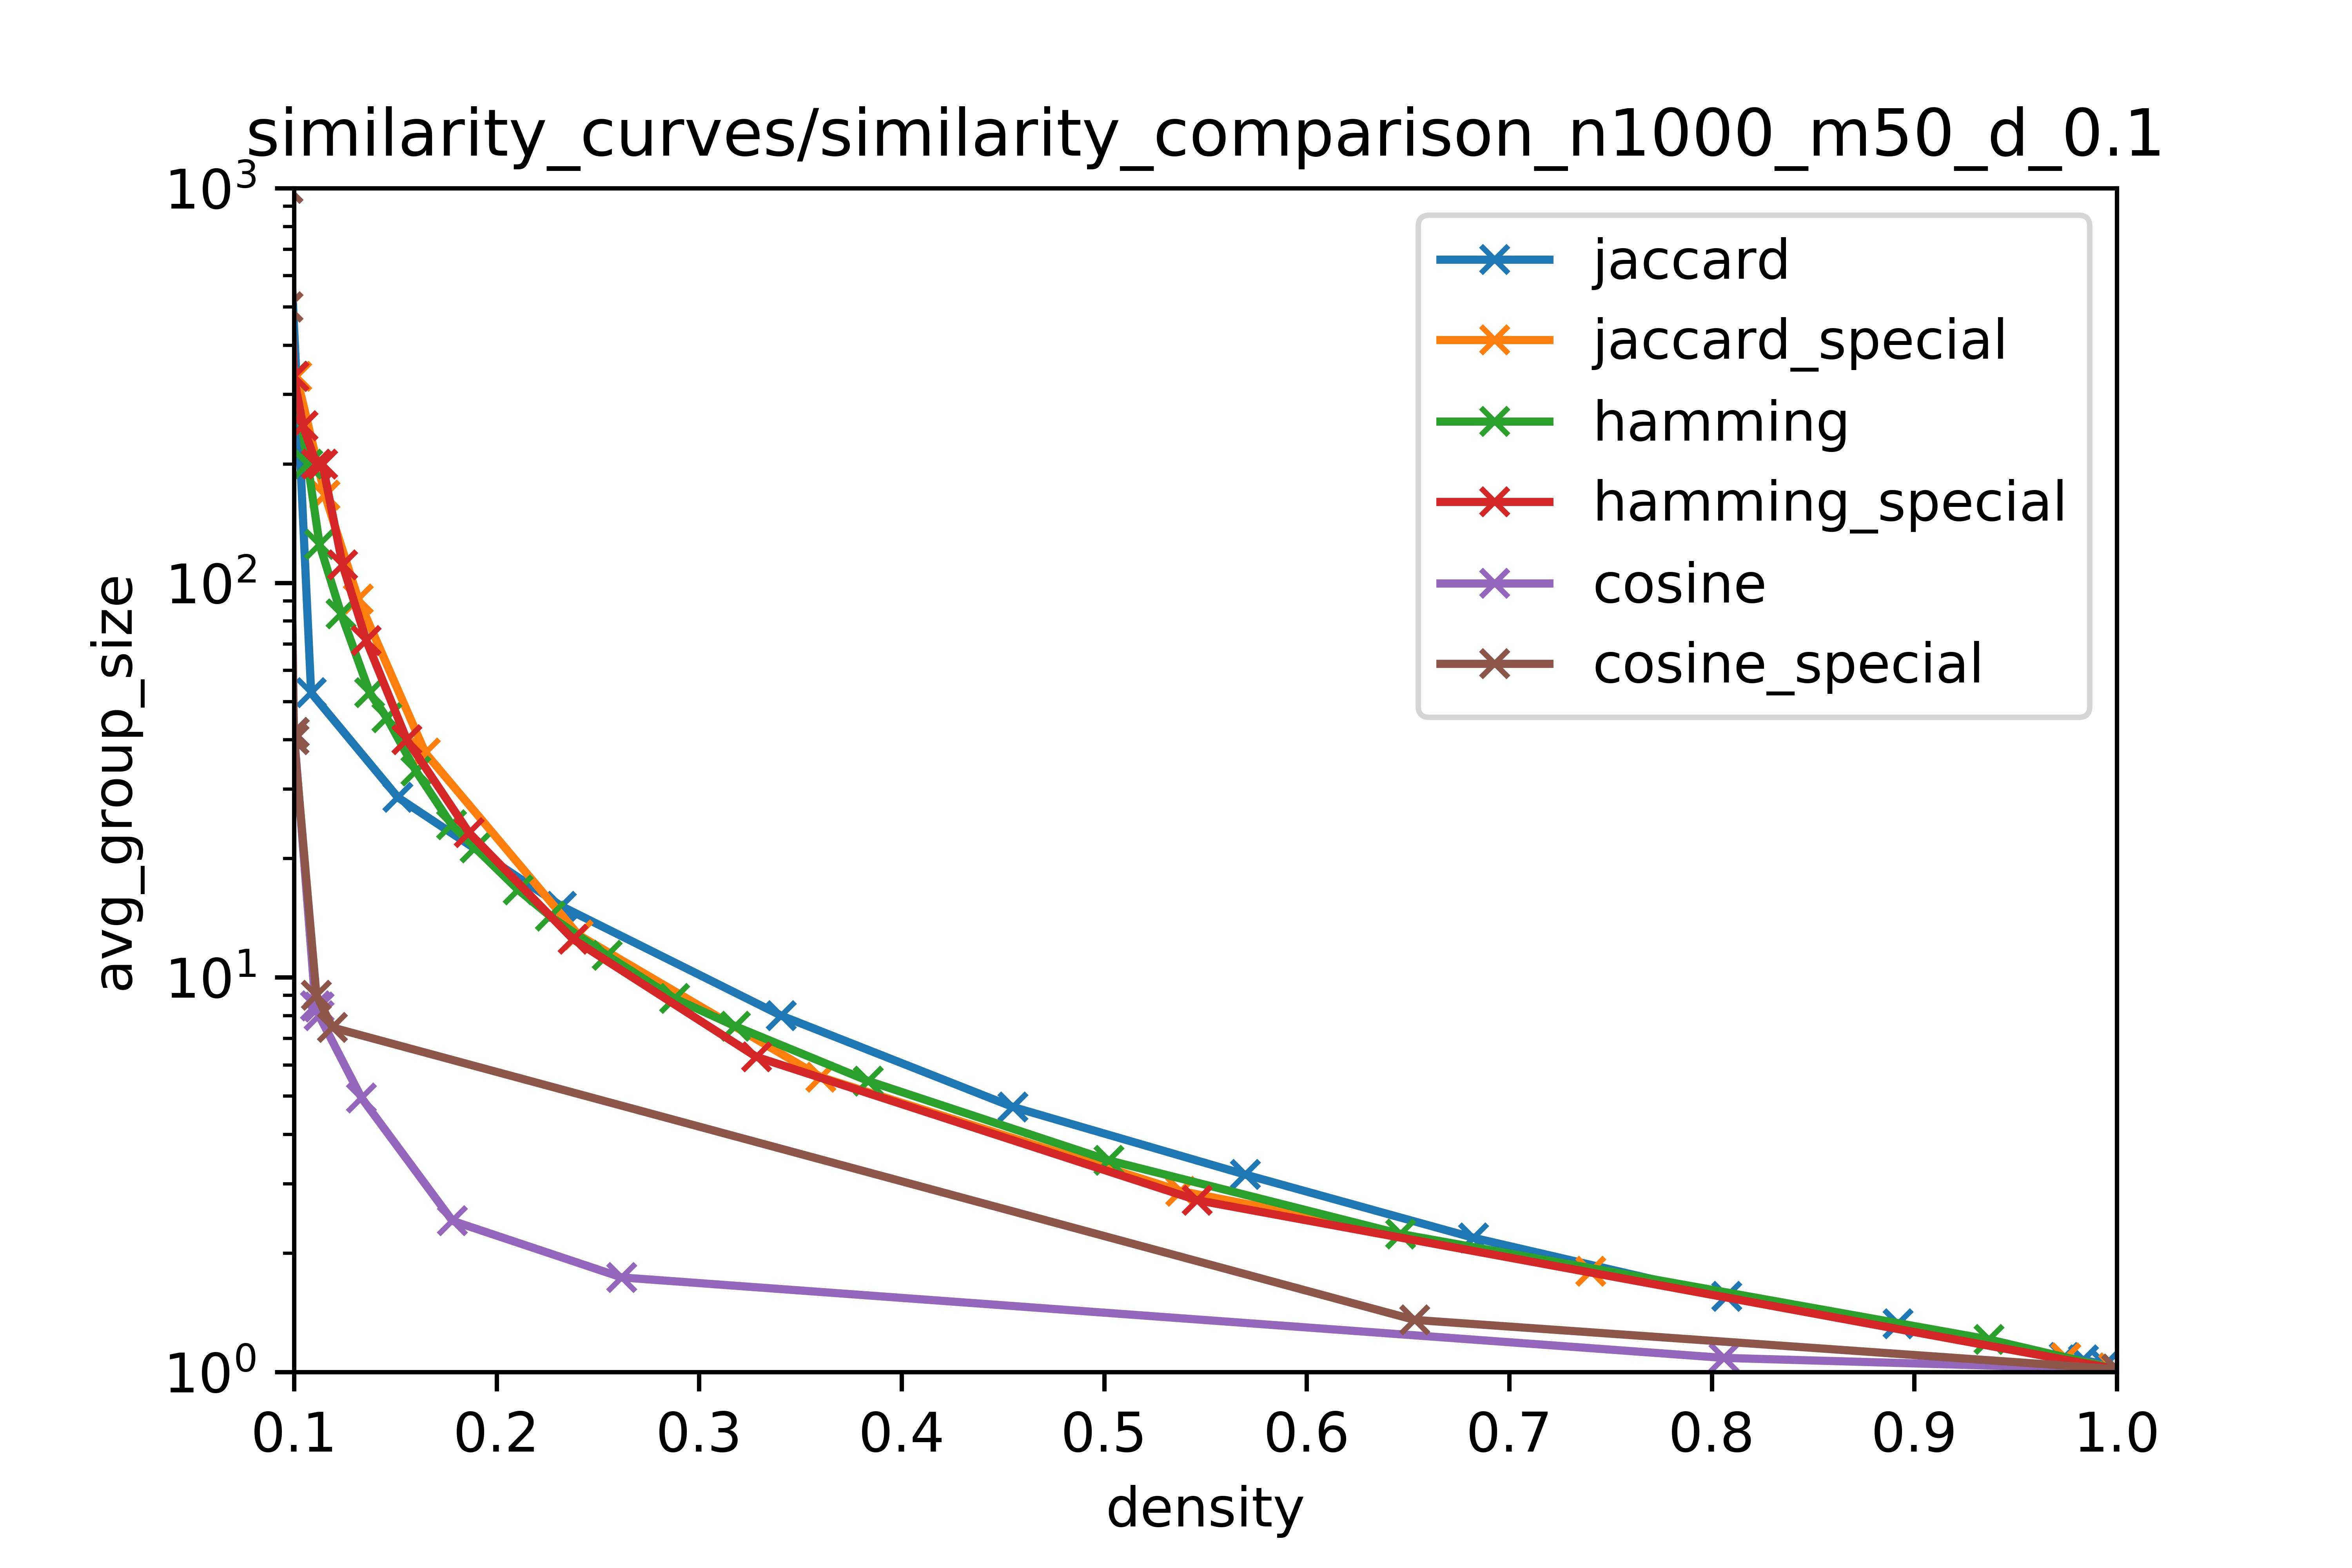 similarity_curves/similarity_comparison_n1000_m50_d_0.1
10³
10²
10¹
10⁰
avg_group_size
jaccard
jaccard_special
hamming
hamming_special
cosine
cosine_special
0.1 0.2 0.3 0.4 0.5 0.6 0.7 0.8 0.9 1.0
density